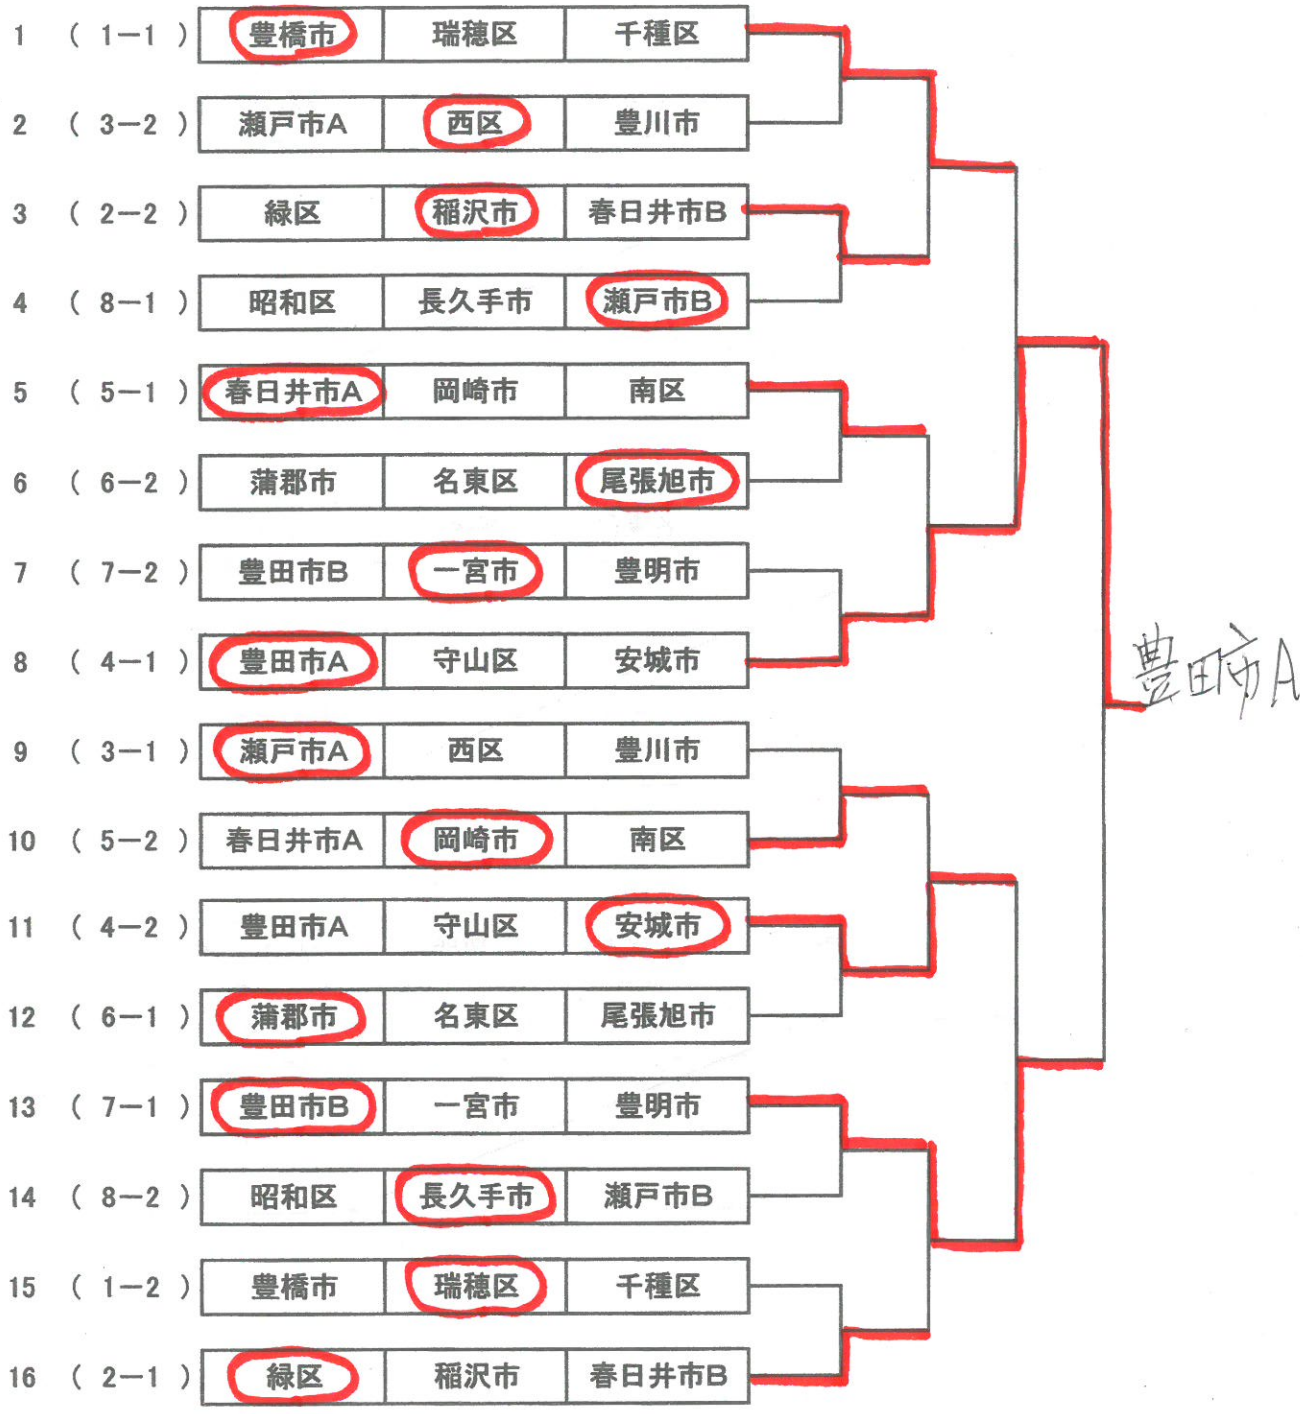 1 ( 1-1 ) 豊橋市 瑞穂区 千種区
2 ( 3-2 ) 瀬戸市A 西区 豊川市
3 ( 2-2 ) 緑区 稲沢市 春日井市B
4 ( 8-1 ) 昭和区 長久手市 瀬戸市B
5 ( 5-1 ) 春日井市A 岡崎市 南区
6 ( 6-2 ) 蒲郡市 名東区 尾張旭市
7 ( 7-2 ) 豊田市B 一宮市 豊明市
8 ( 4-1 ) 豊田市A 守山区 安城市
豊田市A
9 ( 3-1 ) 瀬戸市A 西区 豊川市
10 ( 5-2 ) 春日井市A 岡崎市 南区
11 ( 4-2 ) 豊田市A 守山区 安城市
12 ( 6-1 ) 蒲郡市 名東区 尾張旭市
13 ( 7-1 ) 豊田市B 一宮市 豊明市
14 ( 8-2 ) 昭和区 長久手市 瀬戸市B
15 ( 1-2 ) 豊橋市 瑞穂区 千種区
16 ( 2-1 ) 緑区 稲沢市 春日井市B